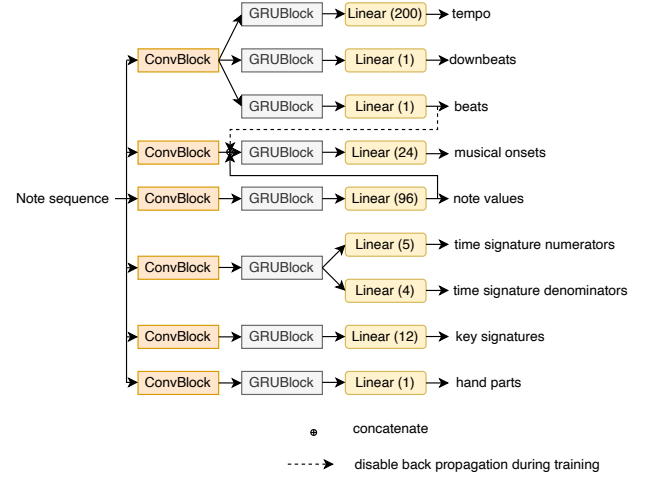 GRUBlock Linear (200) tempo
ConvBlock GRUBlock Linear (1) downbeats
GRUBlock Linear (1) beats
ConvBlock GRUBlock Linear (24) musical onsets
Note sequence ConvBlock GRUBlock Linear (96) note values
Linear (5) time signature numerators
ConvBlock GRUBlock
Linear (4) time signature denominators
ConvBlock GRUBlock Linear (12) key signatures
ConvBlock GRUBlock Linear (1) hand parts
concatenate
disable back propagation during training